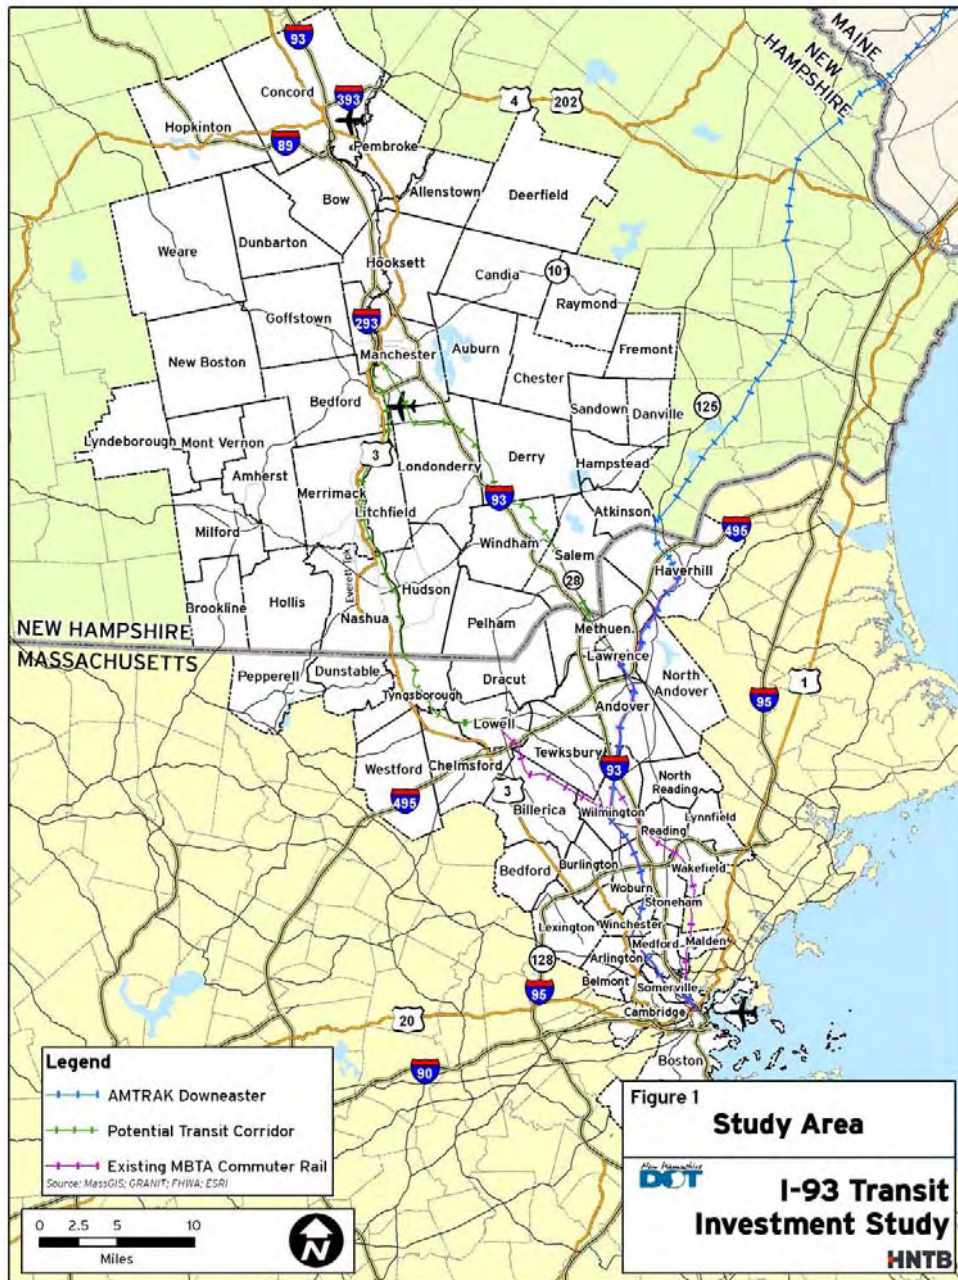 93
MAINE
NEW
HAMPSHIRE
Concord
393
4
202
Hopkinton
89
Pembroke
Allenstown
Deerfield
Bow
Dunbarton
Weare
Hooksett
Candia
101
Raymond
Goffstown
293
Manchester
Auburn
Fremont
New Boston
Chester
Bedford
Sandown
Danville
125
Lyndeborough
Mont Vernon
3
Londonderry
Derry
Hampstead
Amherst
Merrimack
Litchfield
93
Atkinson
495
Milford
Windham
Salem
Haverhill
28
Everett Tpk
Hudson
Brookline
Hollis
Nashua
Pelham
Methuen
NEW HAMPSHIRE
MASSACHUSETTS
Lawrence
Pepperell
Dunstable
Dracut
North
Andover
Tyngsborough
Andover
95
1
Lowell
Tewksbury
Westford
Chelmsford
93
495
3
North
Reading
Billerica
Wilmington
Lynnfield
Reading
Bedford
Burlington
Wakefield
Woburn
Stoneham
Lexington
Winchester
Medford
Malden
128
Arlington
Belmont
Somerville
95
Cambridge
20
Boston
90
Legend
AMTRAK Downeaster
Potential Transit Corridor
Existing MBTA Commuter Rail
Source: MassGIS; GRANIT; FHWA; ESRI
0 2.5 5 10
Miles
N
Figure 1
Study Area
New Hampshire
DOT
I-93 Transit
Investment Study
HNTB